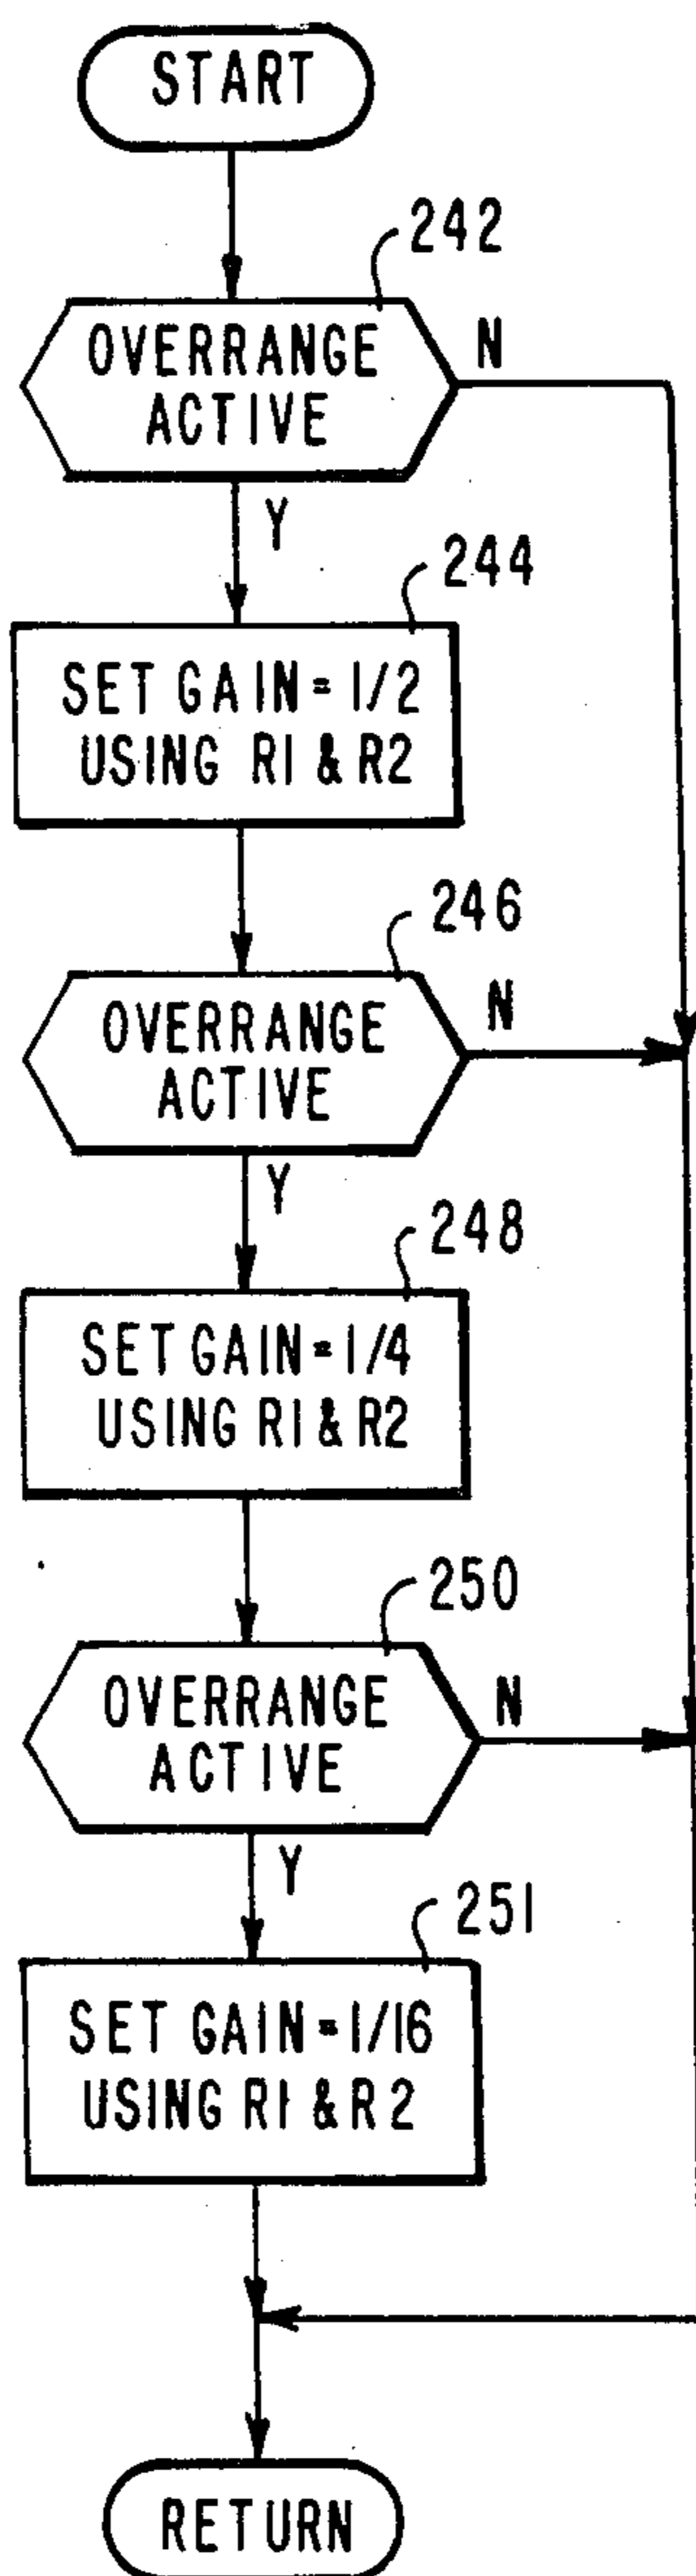 START
242
OVERRANGE
ACTIVE
N
Y
244
SET GAIN = 1/2
USING R1 & R2
246
OVERRANGE
ACTIVE
N
Y
248
SET GAIN = 1/4
USING R1 & R2
250
OVERRANGE
ACTIVE
N
Y
251
SET GAIN = 1/16
USING R1 & R2
RETURN